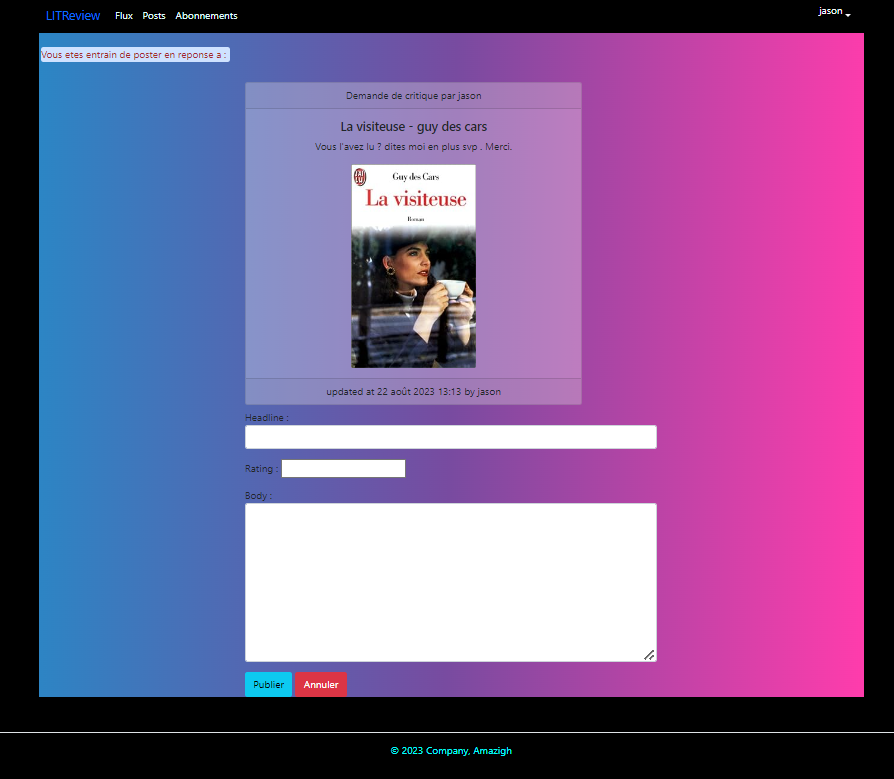 LITReview Flux Posts Abonnements jason
Vous etes entrain de poster en reponse a :
Demande de critique par jason
La visiteuse - guy des cars
Vous l'avez lu ? dites moi en plus svp . Merci.
Guy des Cars
La visiteuse
Roman
updated at 22 août 2023 13:13 by jason
Headline :
Rating :
Body :
Publier Annuler
© 2023 Company, Amazigh